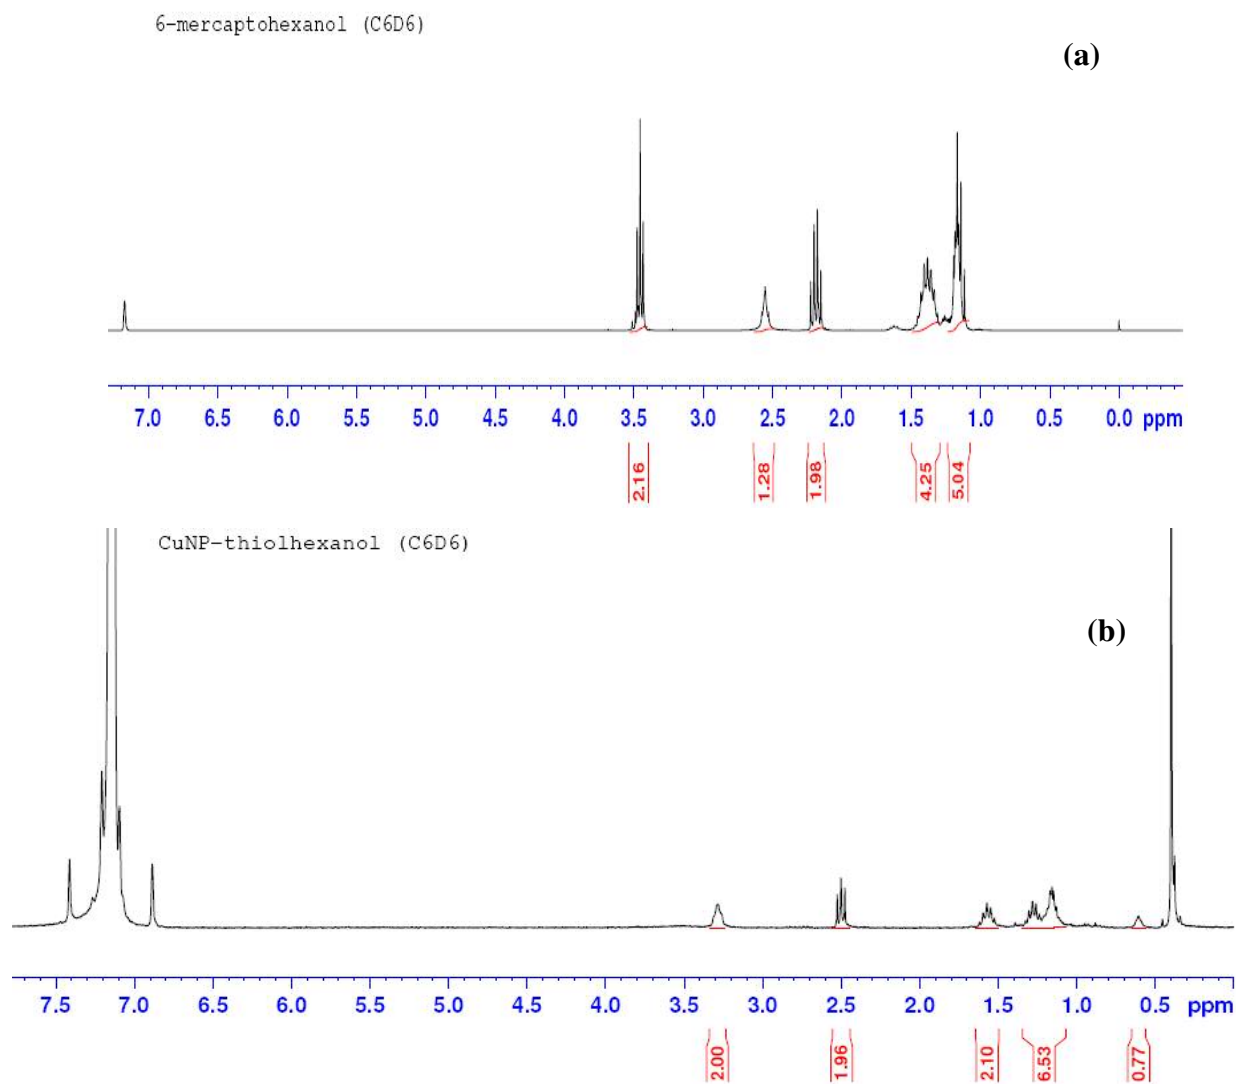 6-mercaptohexanol (C6D6)
(a)
7.0 6.5 6.0 5.5 5.0 4.5 4.0 3.5 3.0 2.5 2.0 1.5 1.0 0.5 0.0 ppm
2.16 1.28 1.98 4.25 5.04
CuNP-thiolhexanol (C6D6)
(b)
7.5 7.0 6.5 6.0 5.5 5.0 4.5 4.0 3.5 3.0 2.5 2.0 1.5 1.0 0.5 ppm
2.00 1.96 2.10 6.53 0.77